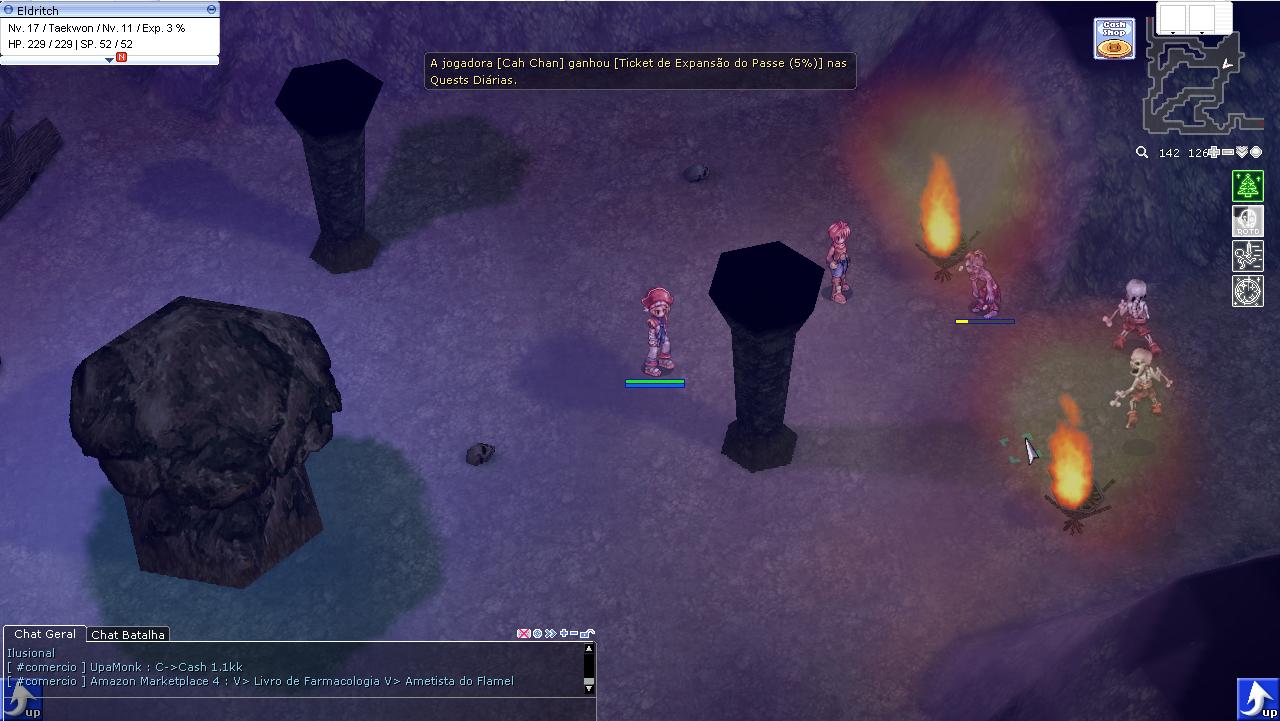 Eldritch
Nv. 17 / Taekwon / Nv. 11 / Exp. 3 %
HP. 229 / 229 | SP. 52 / 52
N
A jogadora [Cah Chan] ganhou [Ticket de Expansão do Passe (5%)] nas
Quests Diárias.
Cash
Shop
142 126
ROTD
Chat Geral
Chat Batalha
Ilusional
[ #comercio ] UpaMonk : C->Cash 1.1kk
[ #comercio ] Amazon Marketplace 4 : V> Livro de Farmacologia V> Ametista do Flamel
up
up